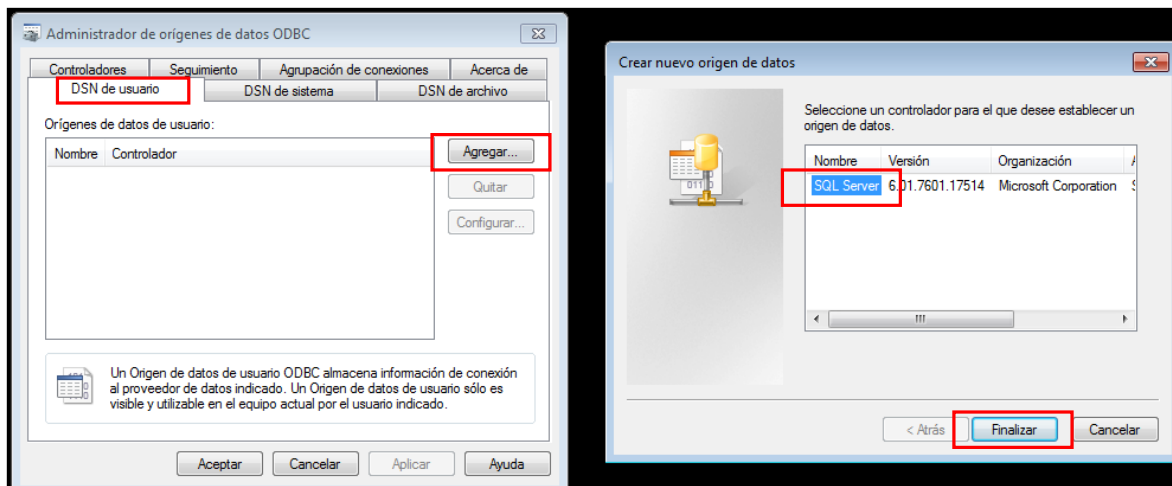 Administrador de orígenes de datos ODBC
Controladores Seguimiento Agrupación de conexiones Acerca de
DSN de usuario DSN de sistema DSN de archivo
Orígenes de datos de usuario:
Nombre Controlador
Agregar...
Quitar
Configurar...
Un Origen de datos de usuario ODBC almacena información de conexión
al proveedor de datos indicado. Un Origen de datos de usuario sólo es
visible y utilizable en el equipo actual por el usuario indicado.
Aceptar Cancelar Aplicar Ayuda
Crear nuevo origen de datos
Seleccione un controlador para el que desee establecer un
origen de datos.
Nombre Versión Organización
SQL Server 6.01.7601.17514 Microsoft Corporation
< Atrás Finalizar Cancelar